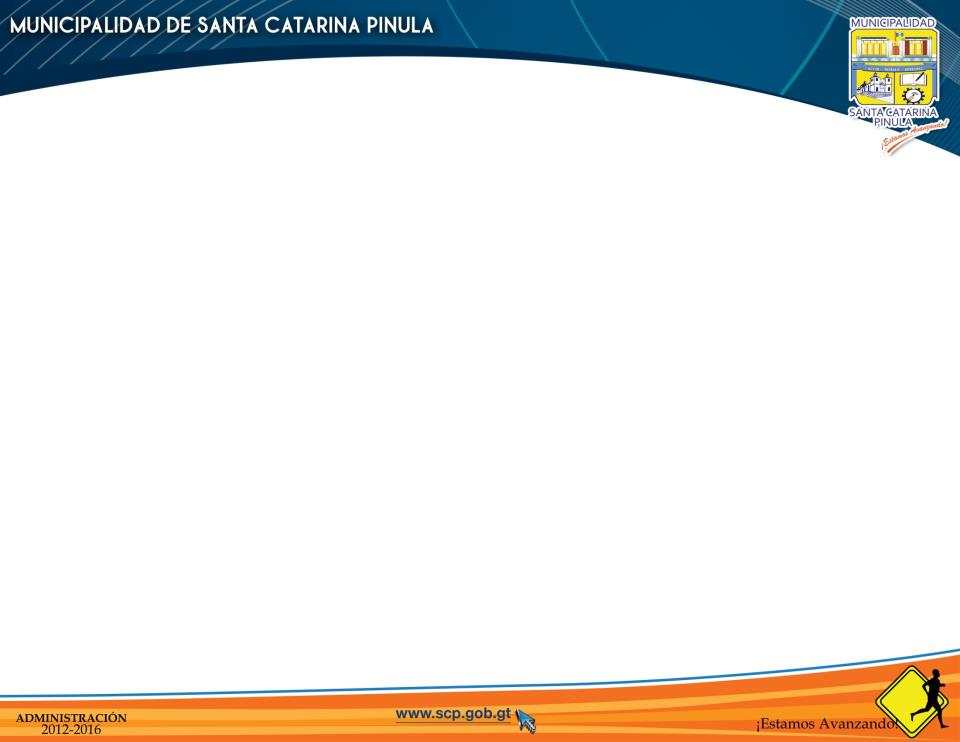 MUNICIPALIDAD DE SANTA CATARINA PINULA
MUNICIPALIDAD
SANTA CATARINA
PINULA
¡Estamos Avanzando!
ADMINISTRACIÓN
2012-2016
www.scp.gob.gt
¡Estamos Avanzando!